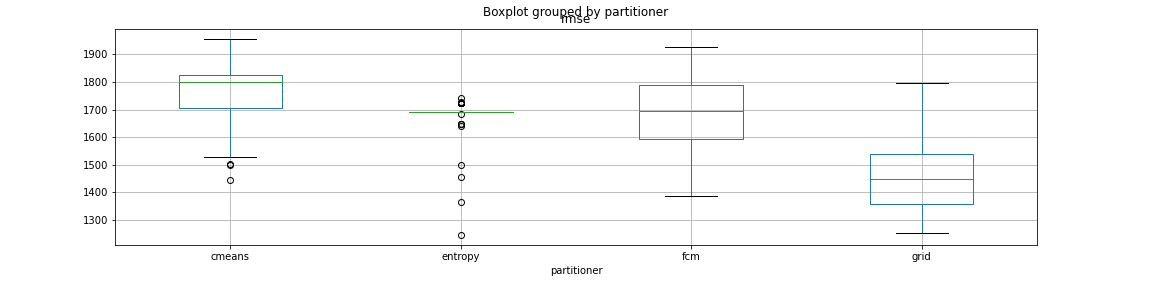 Boxplot grouped by partitioner
rmse
1900
1800
1700
1600
1500
1400
1300
cmeans entropy fcm grid
partitioner